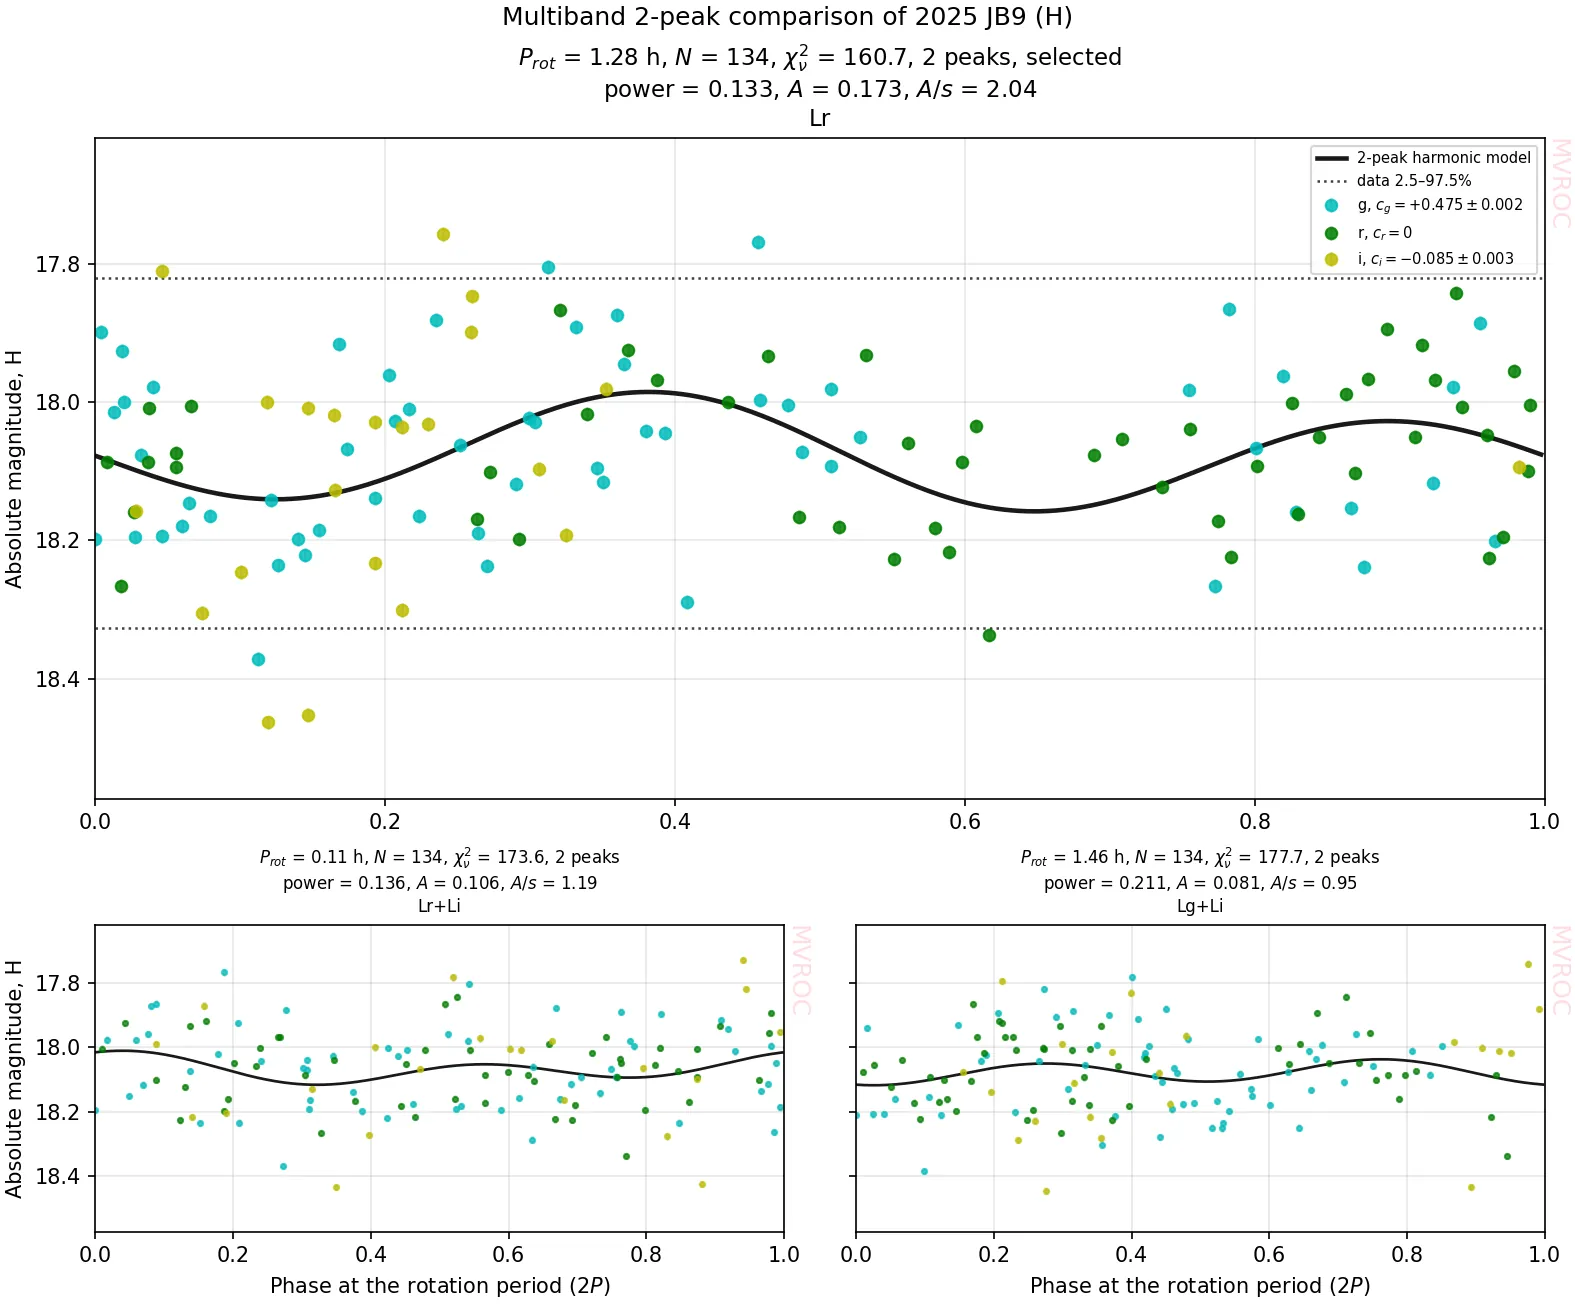 Multiband 2-peak comparison of 2025 JB9 (H)
P_rot = 1.28 h, N = 134, χ²_ν = 160.7, 2 peaks, selected
power = 0.133, A = 0.173, A/s = 2.04
Lr
2-peak harmonic model
data 2.5–97.5%
g, c_g = +0.475 ± 0.002
r, c_r = 0
i, c_i = −0.085 ± 0.003
MVROC
Absolute magnitude, H
17.8
18.0
18.2
18.4
0.0 0.2 0.4 0.6 0.8 1.0
P_rot = 0.11 h, N = 134, χ²_ν = 173.6, 2 peaks
power = 0.136, A = 0.106, A/s = 1.19
Lr+Li
MVROC
Absolute magnitude, H
17.8
18.0
18.2
18.4
0.0 0.2 0.4 0.6 0.8 1.0
Phase at the rotation period (2P)
P_rot = 1.46 h, N = 134, χ²_ν = 177.7, 2 peaks
power = 0.211, A = 0.081, A/s = 0.95
Lg+Li
MVROC
0.0 0.2 0.4 0.6 0.8 1.0
Phase at the rotation period (2P)